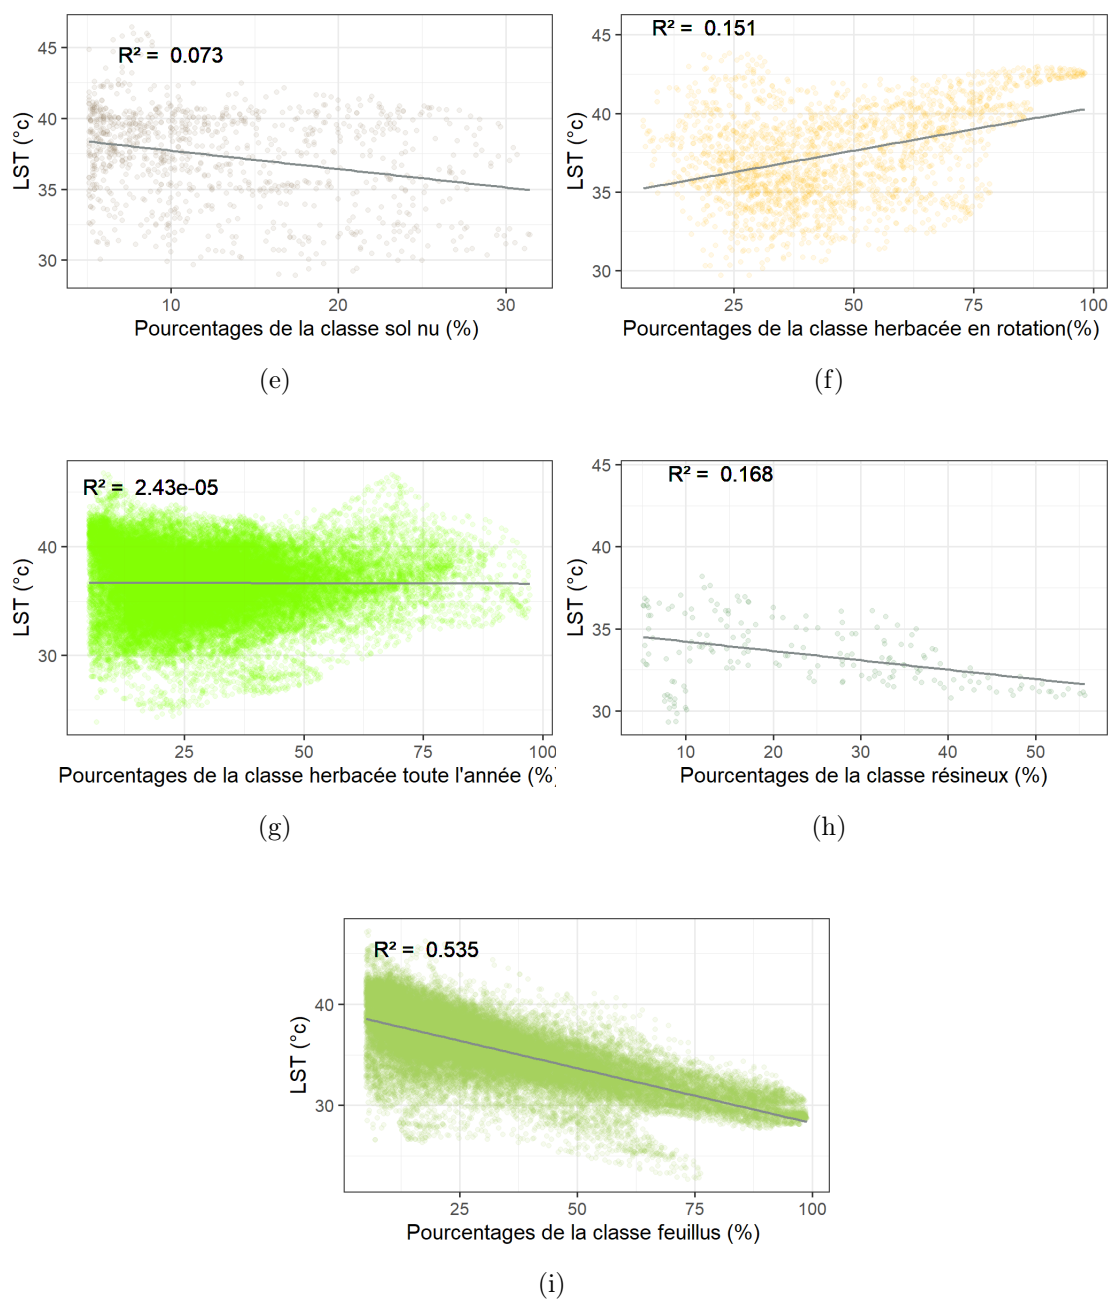 R² = 0.073
LST (°c)
45
40
35
30
10
20
30
Pourcentages de la classe sol nu (%)
(e)
R² = 0.151
LST (°c)
45
40
35
30
25
50
75
100
Pourcentages de la classe herbacée en rotation(%)
(f)
R² = 2.43e-05
LST (°c)
40
30
25
50
75
100
Pourcentages de la classe herbacée toute l'année (%)
(g)
R² = 0.168
LST (°c)
45
40
35
30
10
20
30
40
50
Pourcentages de la classe résineux (%)
(h)
R² = 0.535
LST (°c)
40
30
25
50
75
100
Pourcentages de la classe feuillus (%)
(i)